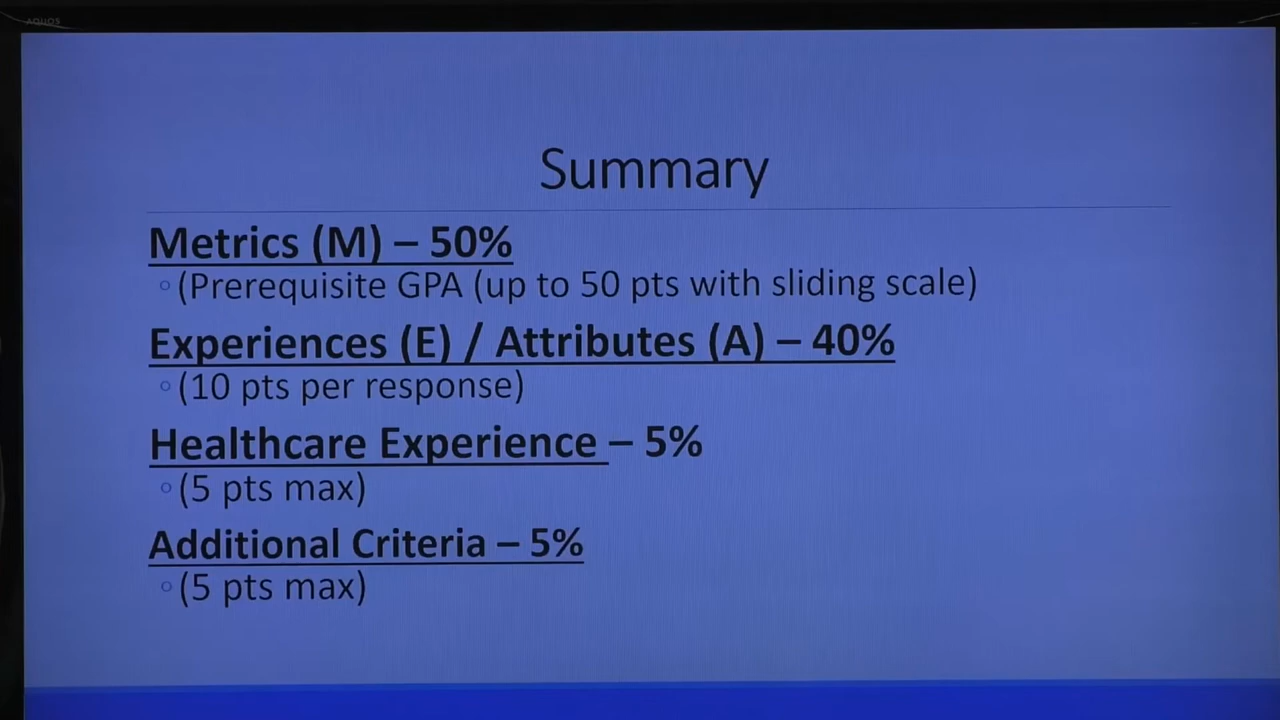 AQUOS
Summary
Metrics (M) – 50%
(Prerequisite GPA (up to 50 pts with sliding scale)
Experiences (E) / Attributes (A) – 40%
(10 pts per response)
Healthcare Experience – 5%
(5 pts max)
Additional Criteria – 5%
(5 pts max)